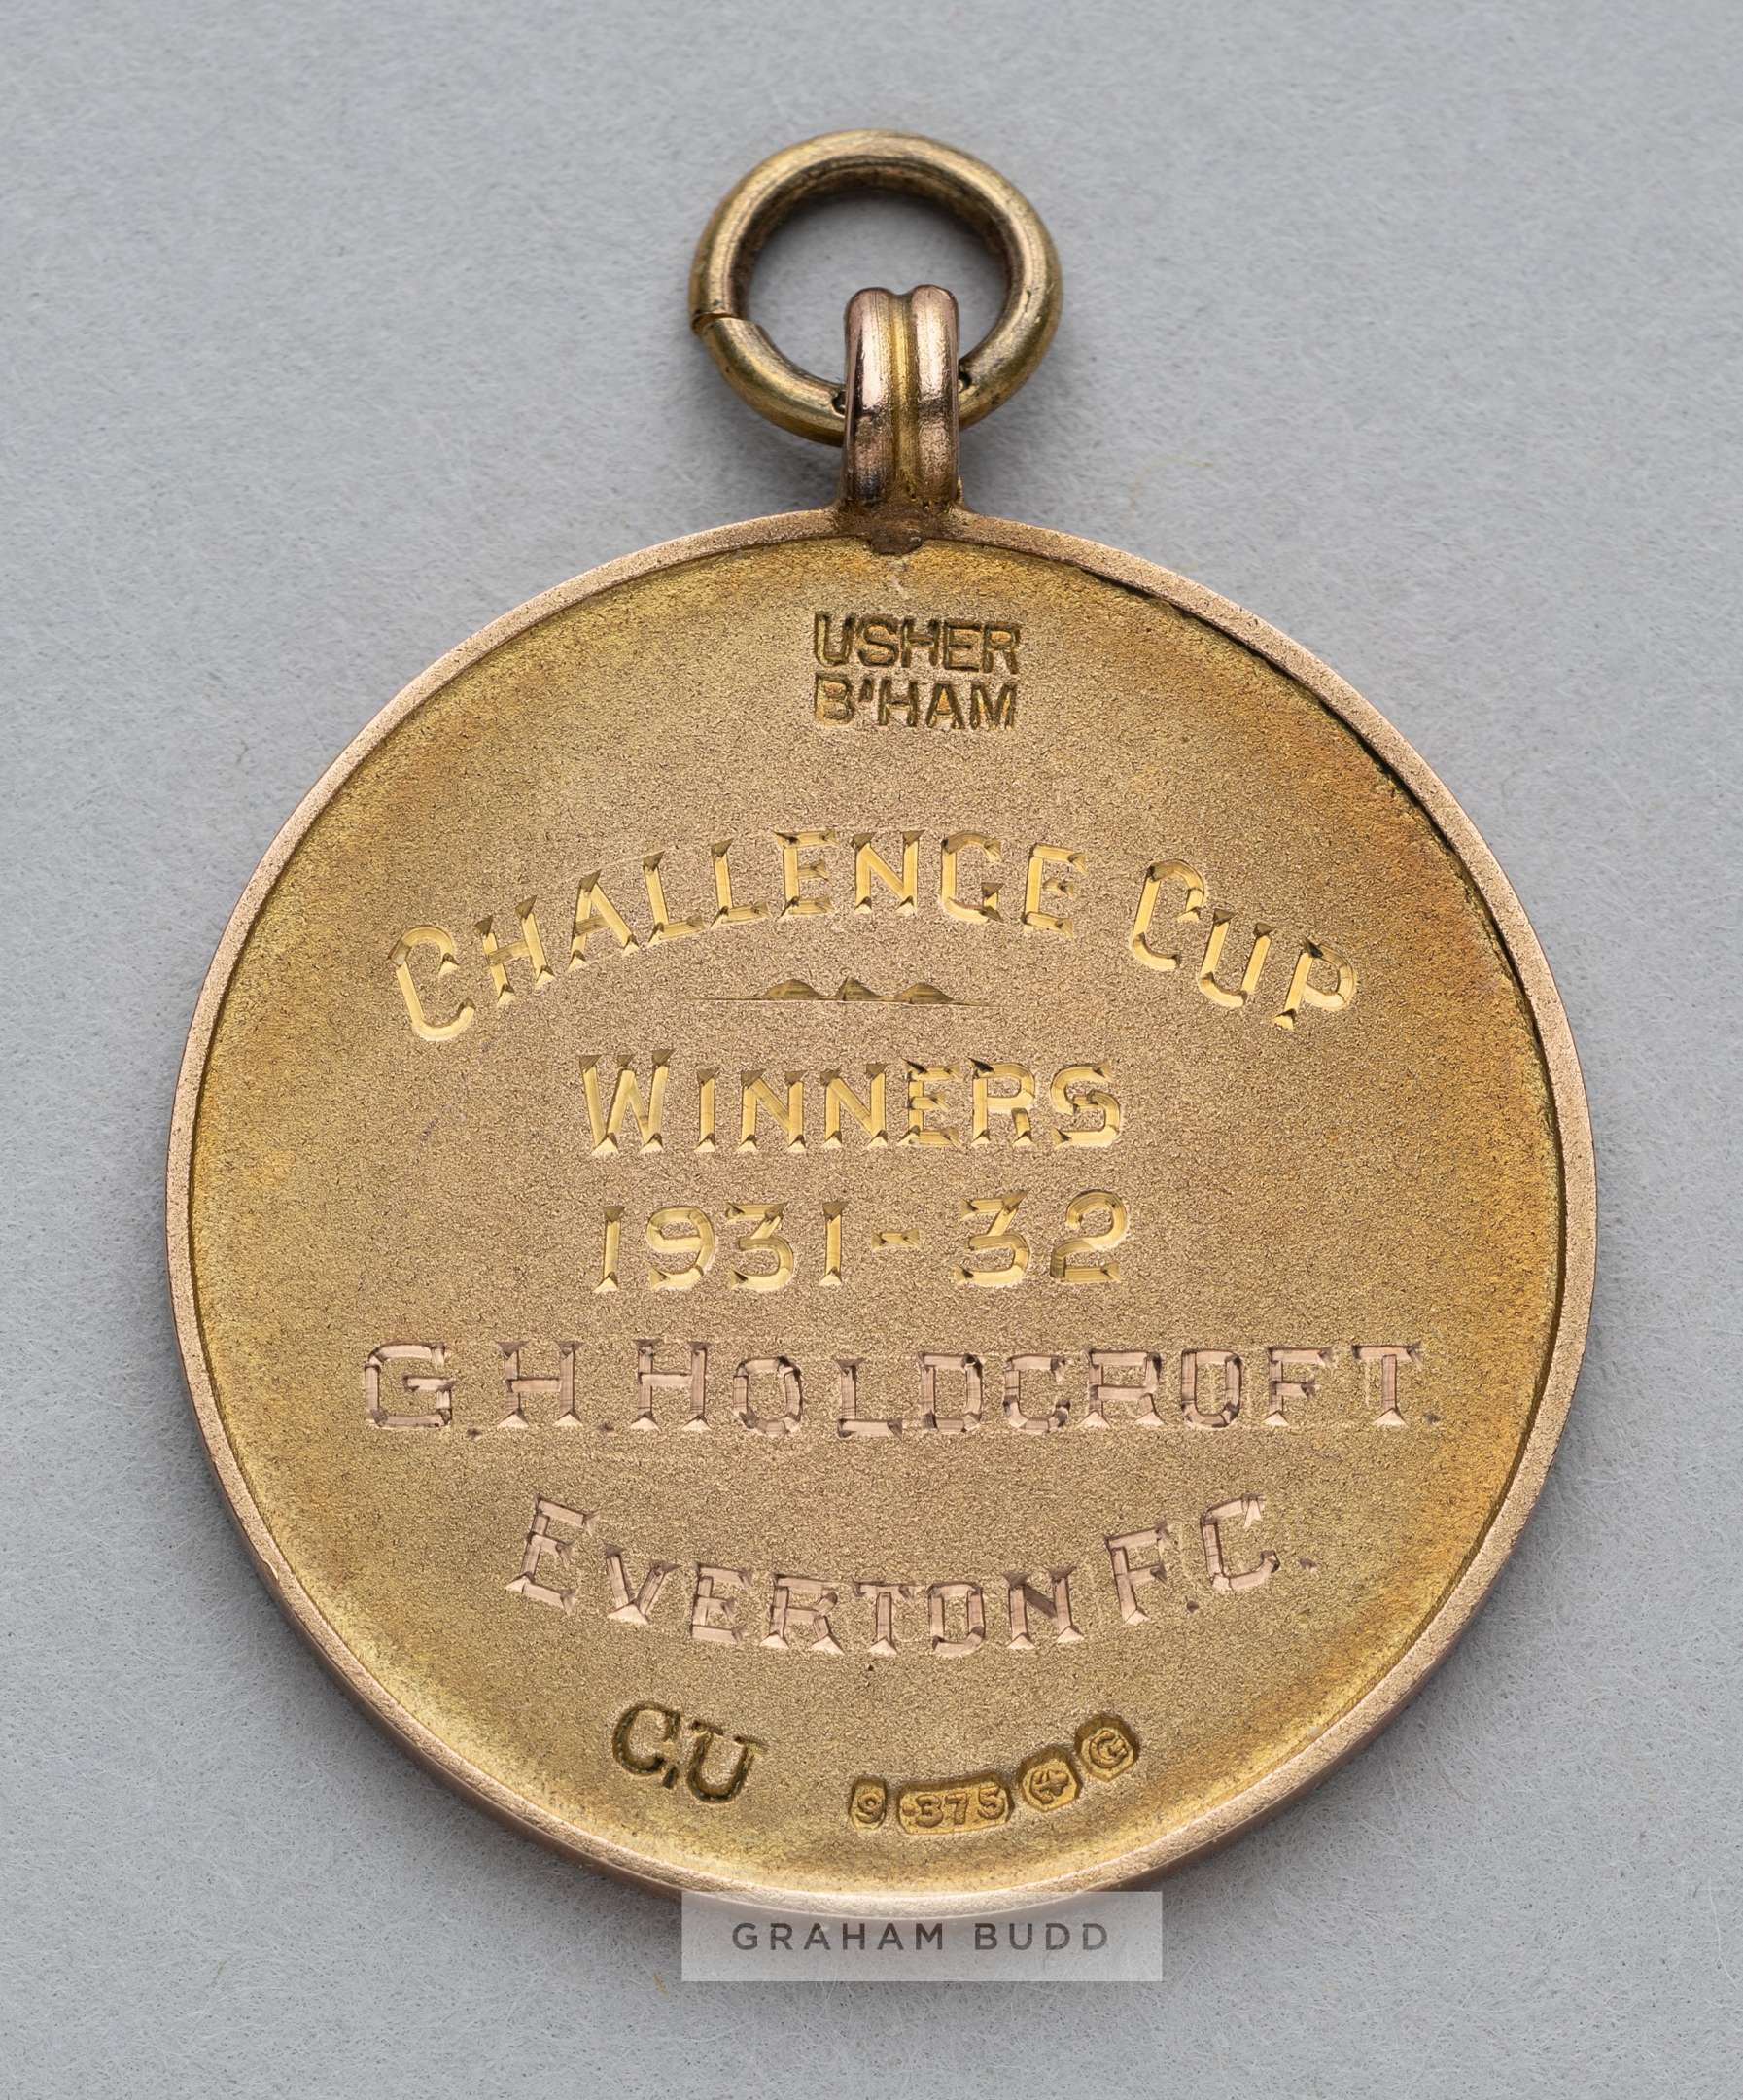 USHER
B'HAM
CHALLENGE CUP
WINNERS
1931-32
G.H.HOLDCROFT.
EVERTON F.C.
C.U 9 .375 G
GRAHAM BUDD